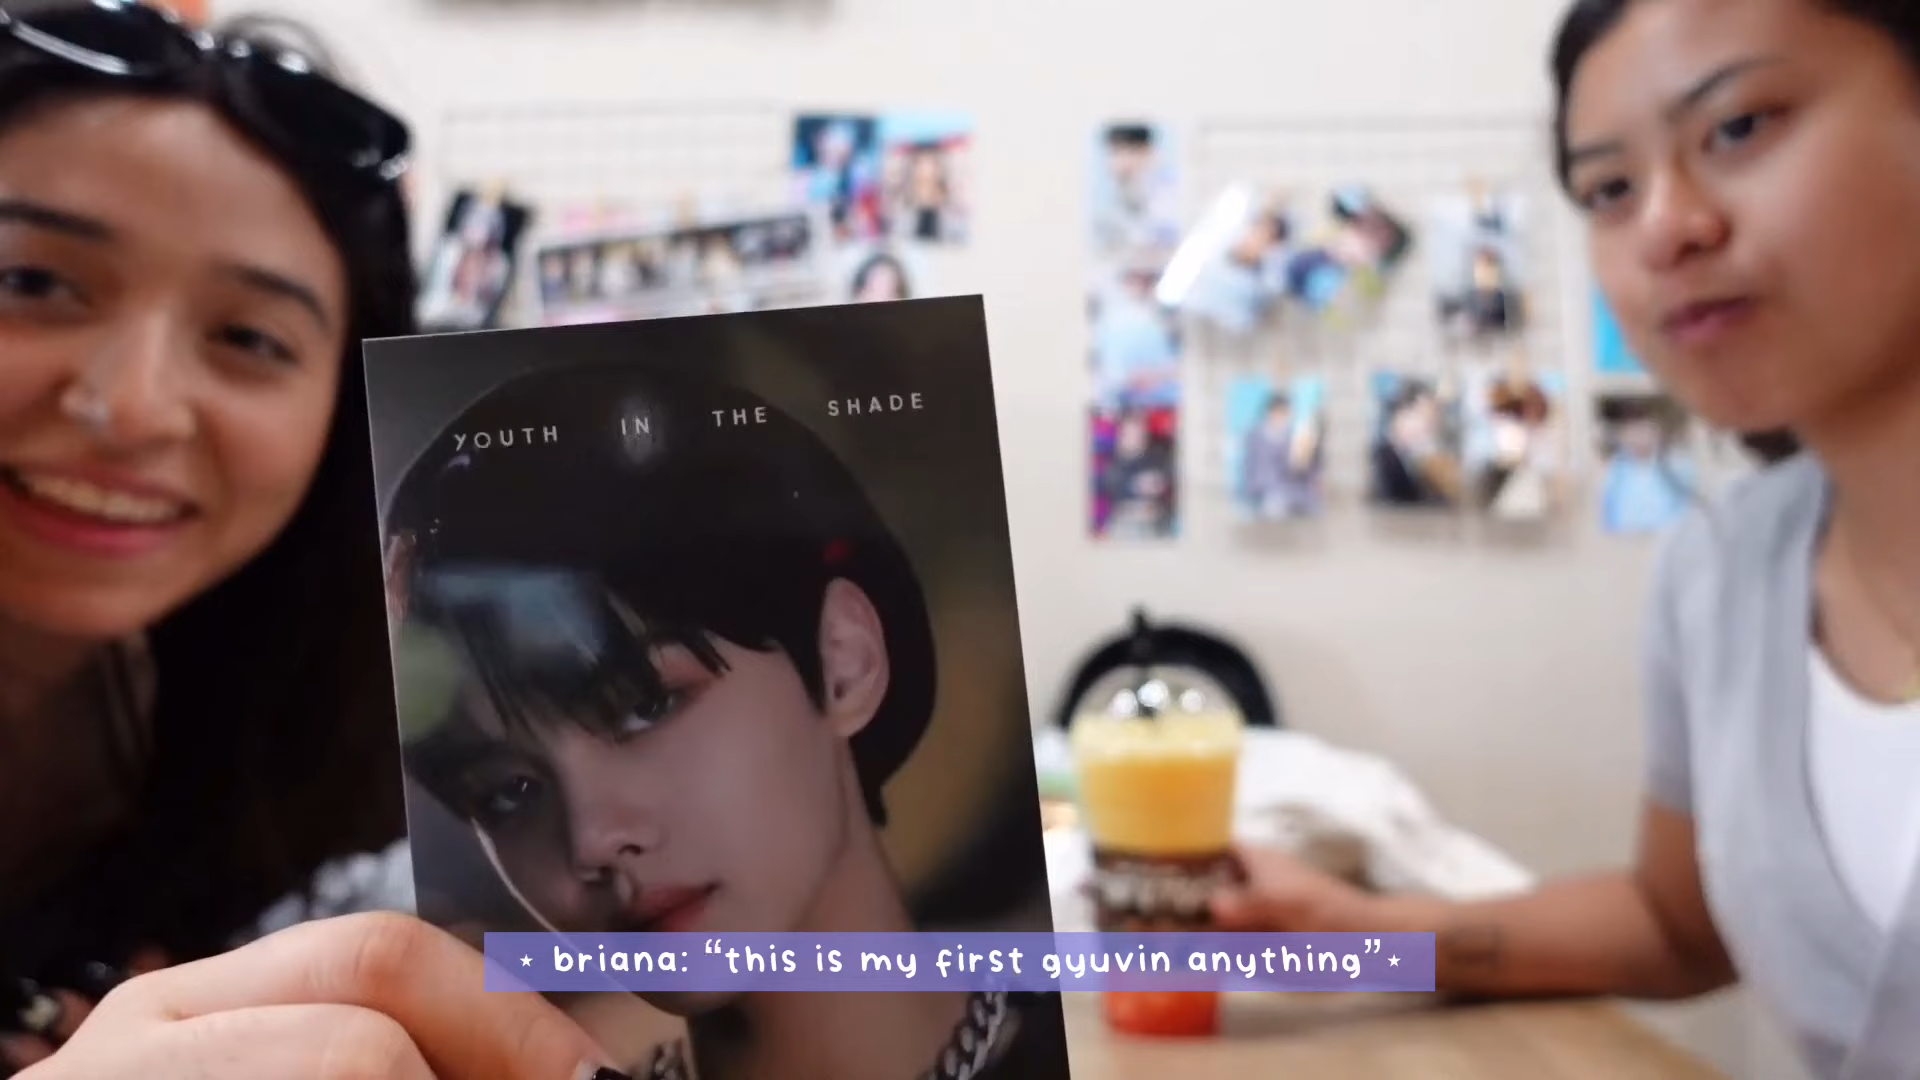 YOUTH IN THE SHADE
⋆ briana: “this is my first gyuvin anything”⋆